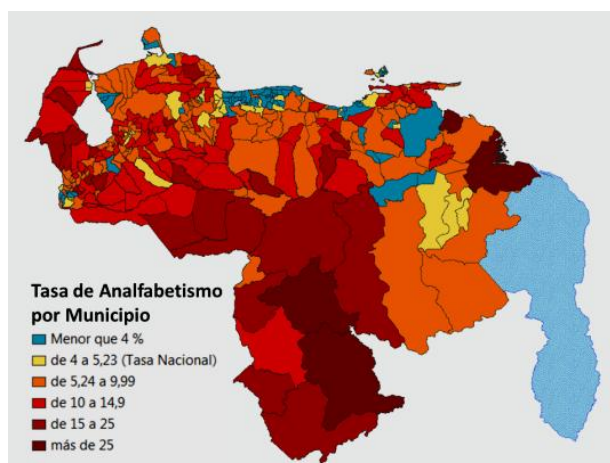 Tasa de Analfabetismo
por Municipio
Menor que 4 %
de 4 a 5,23 (Tasa Nacional)
de 5,24 a 9,99
de 10 a 14,9
de 15 a 25
más de 25